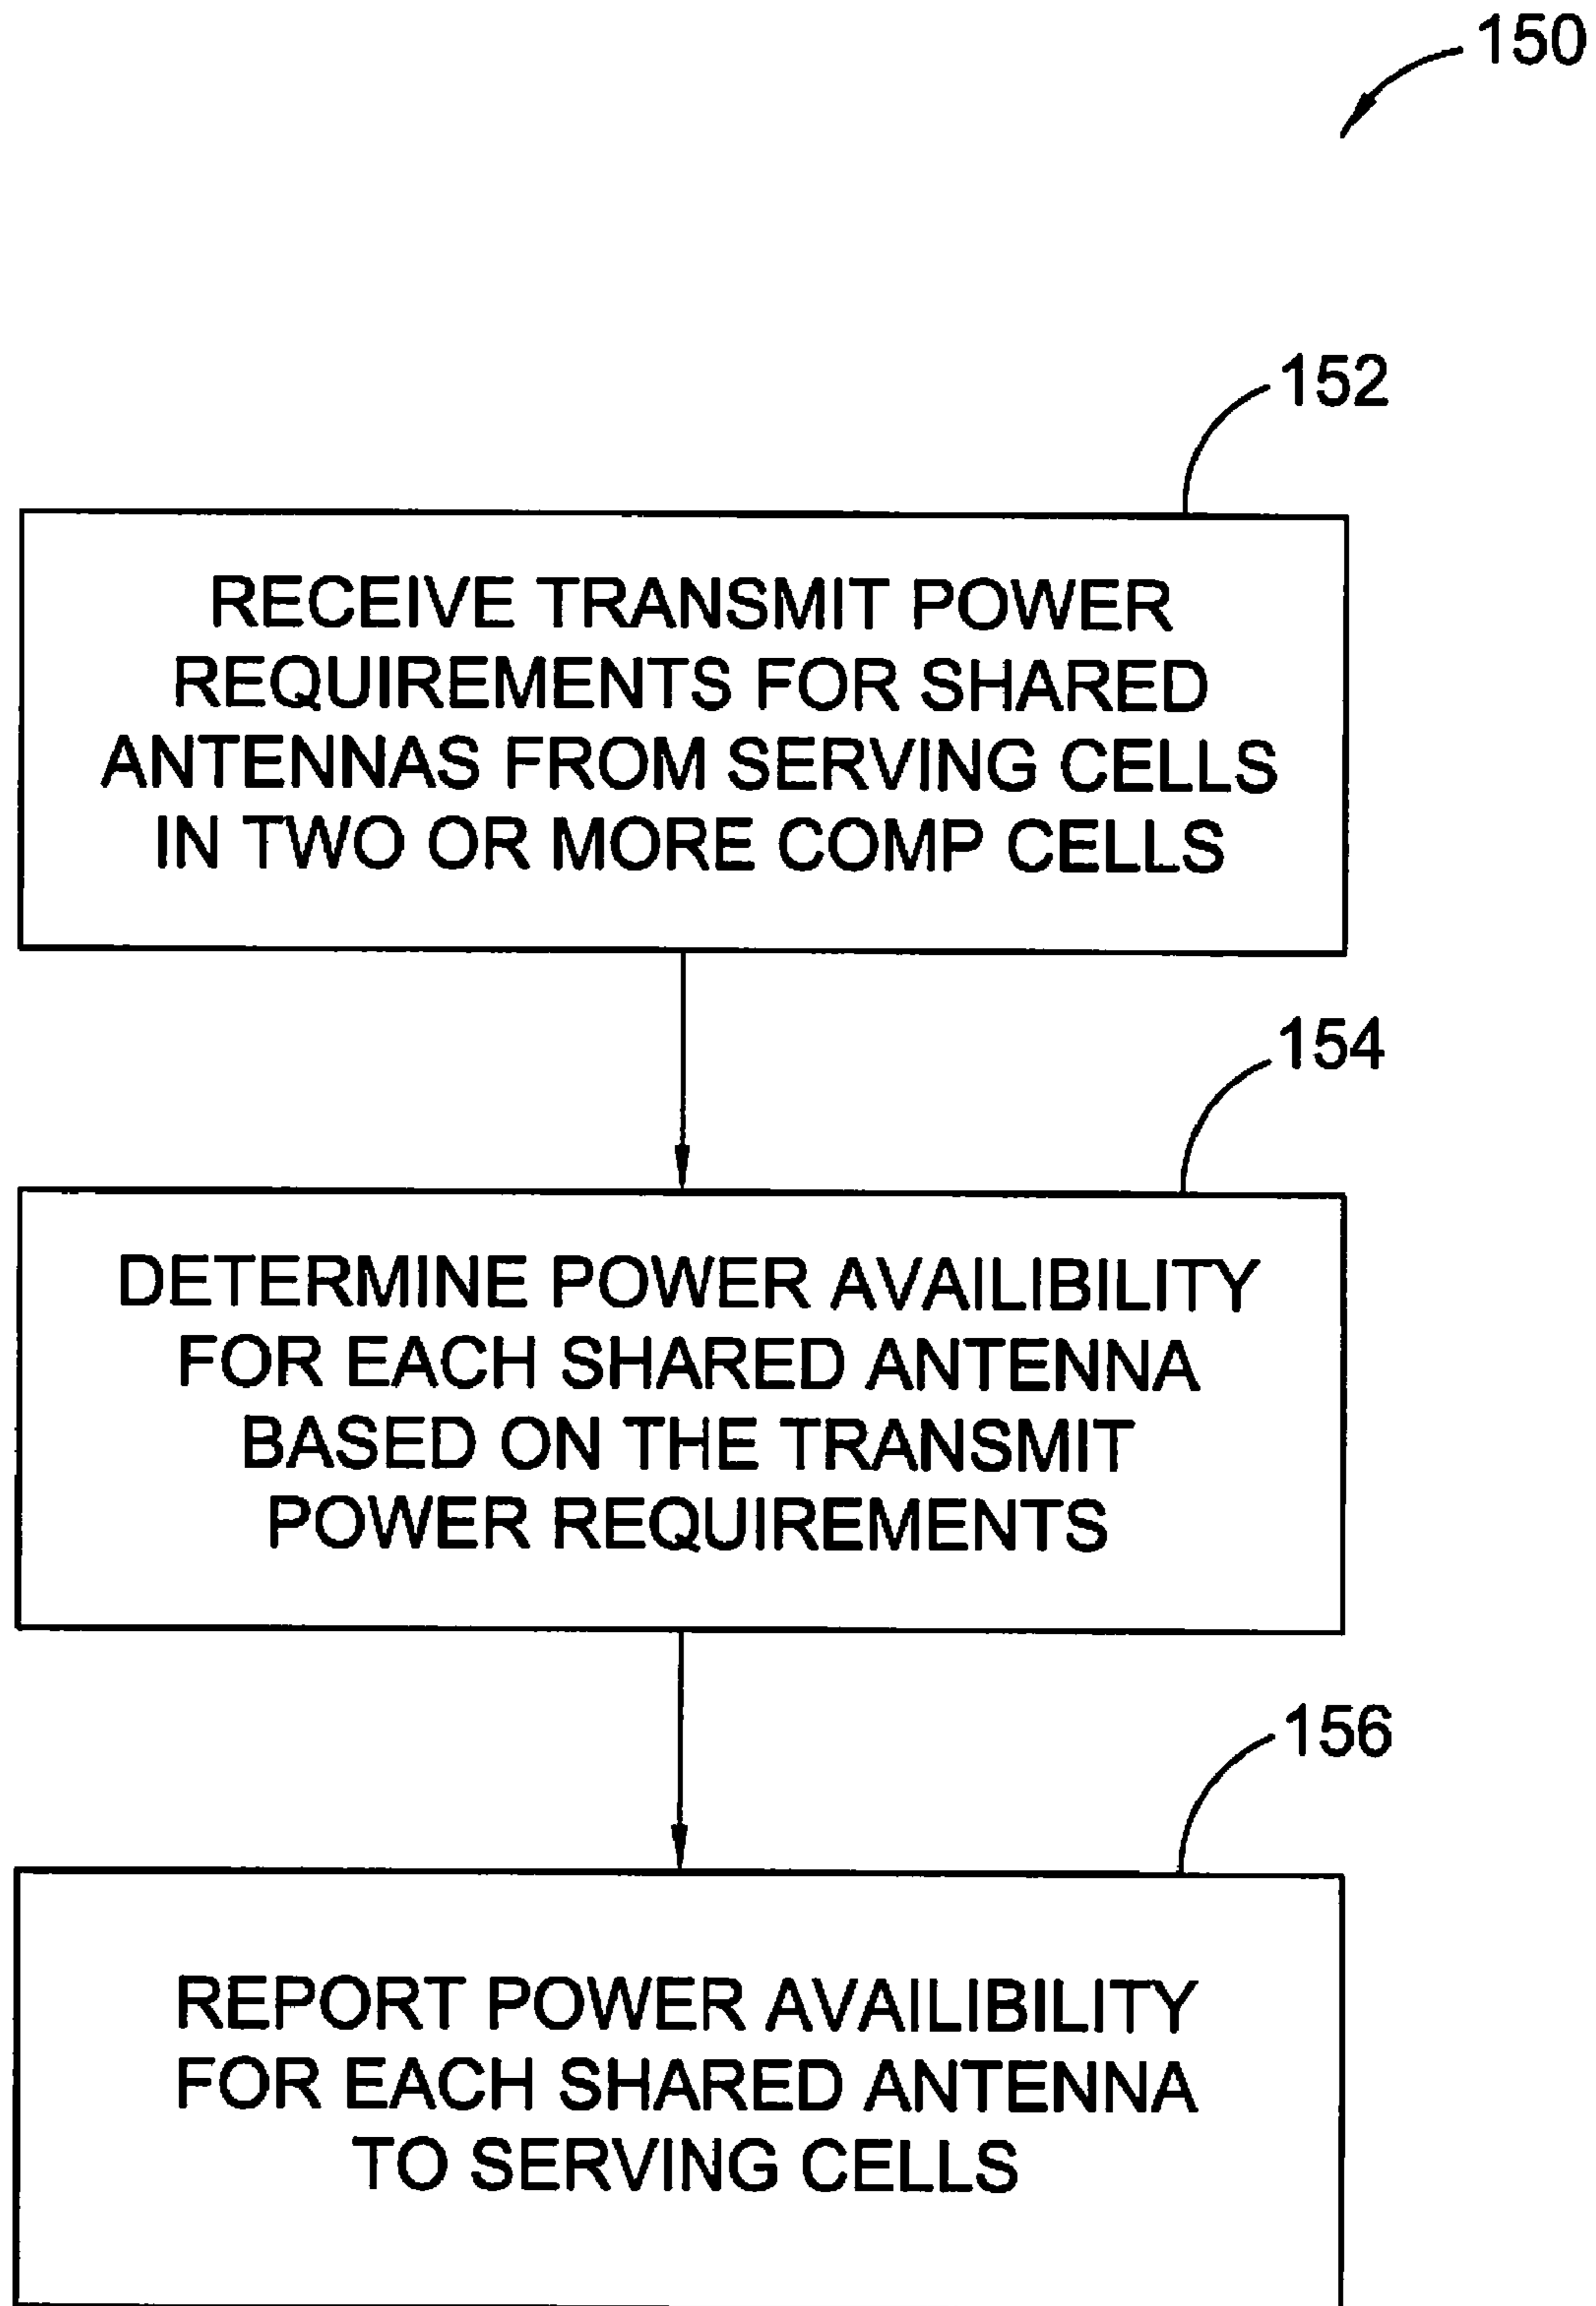 150
152
RECEIVE TRANSMIT POWER
REQUIREMENTS FOR SHARED
ANTENNAS FROM SERVING CELLS
IN TWO OR MORE COMP CELLS
154
DETERMINE POWER AVAILIBILITY
FOR EACH SHARED ANTENNA
BASED ON THE TRANSMIT
POWER REQUIREMENTS
156
REPORT POWER AVAILIBILITY
FOR EACH SHARED ANTENNA
TO SERVING CELLS